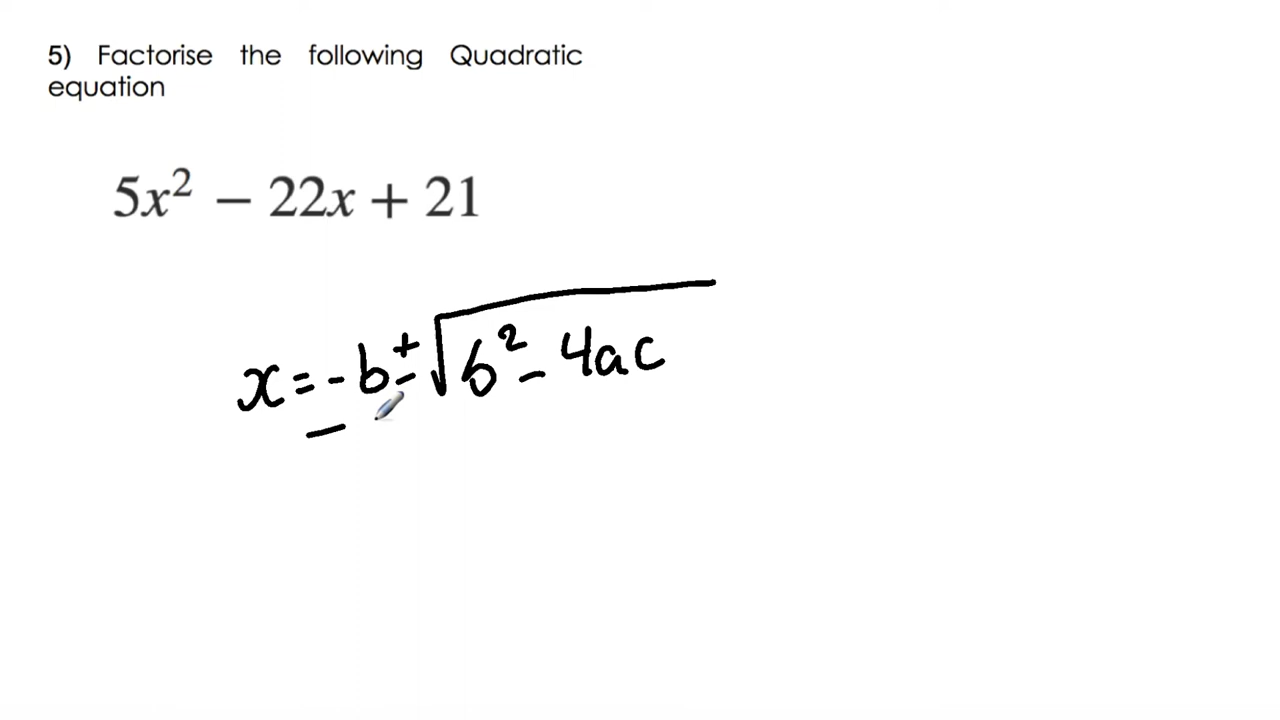 5) Factorise the following Quadratic
equation
5x² − 22x + 21
x = -b ± √b² - 4ac